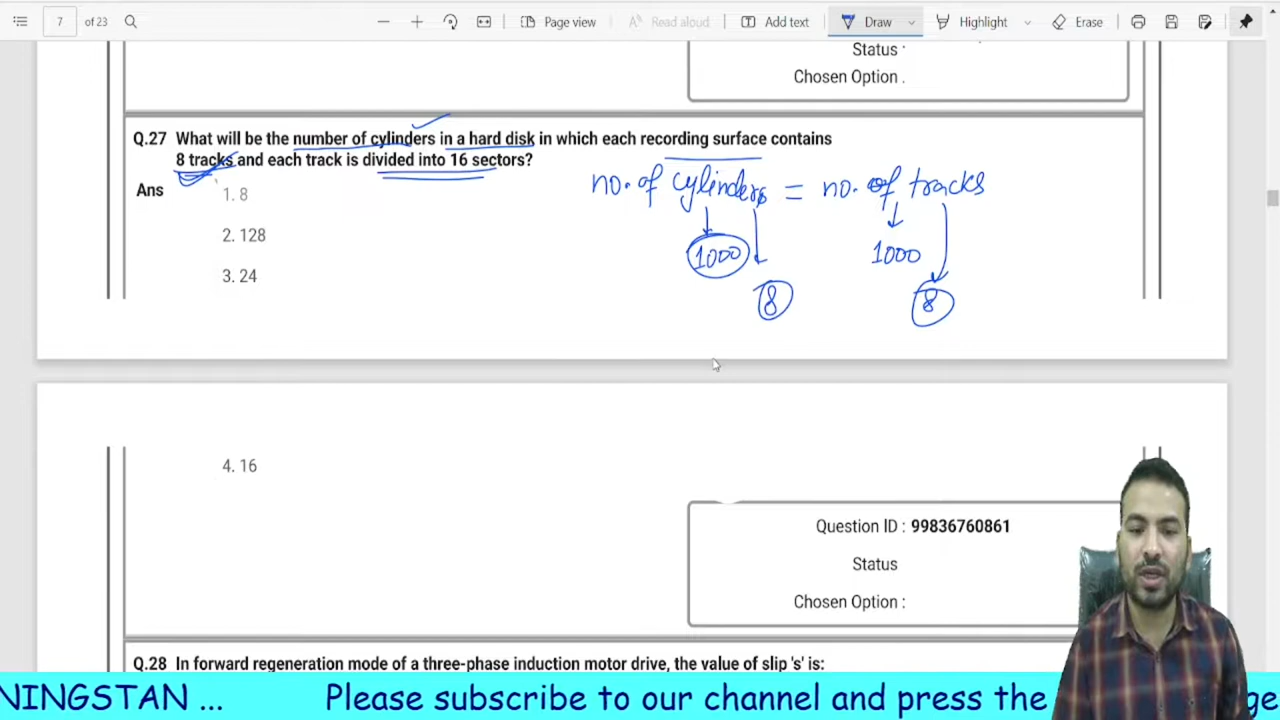 7 of 23 Page view Read aloud Add text Draw Highlight Erase
Status :
Chosen Option :
Q.27 What will be the number of cylinders in a hard disk in which each recording surface contains
8 tracks and each track is divided into 16 sectors?
no. of cylinders = no. of tracks
Ans 1. 8
2. 128
1000 1000
3. 24
8 8
4. 16
Question ID : 99836760861
Status
Chosen Option :
Q.28 In forward regeneration mode of a three-phase induction motor drive, the value of slip 's' is:
NINGSTAN ... Please subscribe to our channel and press the